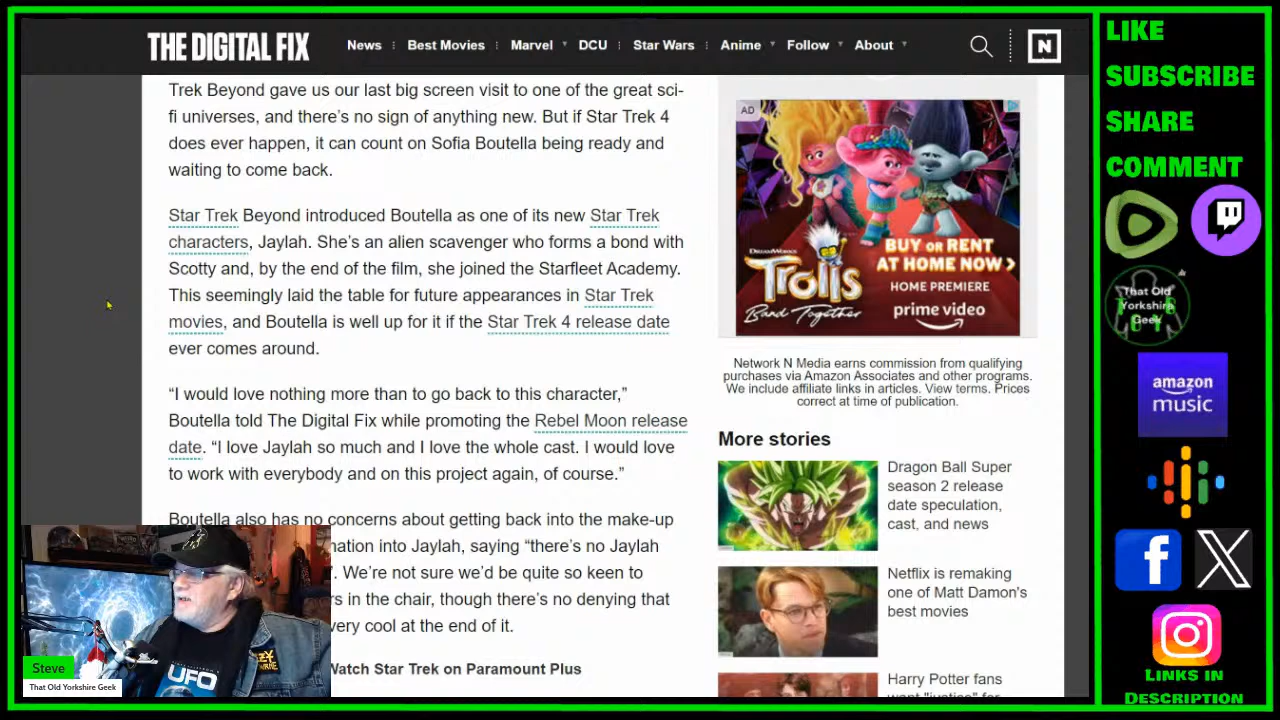 THE DIGITAL FIX
News
Best Movies
Marvel
DCU
Star Wars
Anime
Follow
About
N
Trek Beyond gave us our last big screen visit to one of the great sci-
fi universes, and there's no sign of anything new. But if Star Trek 4
does ever happen, it can count on Sofia Boutella being ready and
waiting to come back.
Star Trek Beyond introduced Boutella as one of its new Star Trek
characters, Jaylah. She's an alien scavenger who forms a bond with
Scotty and, by the end of the film, she joined the Starfleet Academy.
This seemingly laid the table for future appearances in Star Trek
movies, and Boutella is well up for it if the Star Trek 4 release date
ever comes around.
“I would love nothing more than to go back to this character,”
Boutella told The Digital Fix while promoting the Rebel Moon release
date. “I love Jaylah so much and I love the whole cast. I would love
to work with everybody and on this project again, of course.”
Boutella also has no concerns about getting back into the make-up
nation into Jaylah, saying “there's no Jaylah
. We're not sure we'd be quite so keen to
rs in the chair, though there's no denying that
very cool at the end of it.
Watch Star Trek on Paramount Plus
AD
DREAMWORKS
Trolls
Band Together
BUY OR RENT
AT HOME NOW
HOME PREMIERE
prime video
Network N Media earns commission from qualifying
purchases via Amazon Associates and other programs.
We include affiliate links in articles. View terms. Prices
correct at time of publication.
More stories
Dragon Ball Super
season 2 release
date speculation,
cast, and news
Netflix is remaking
one of Matt Damon's
best movies
Harry Potter fans
want "justice" for
UFO
Steve
That Old Yorkshire Geek
LIKE
SUBSCRIBE
SHARE
COMMENT
That Old
Yorkshire
Geek
amazon
music
f
X
LINKS IN
DESCRIPTION